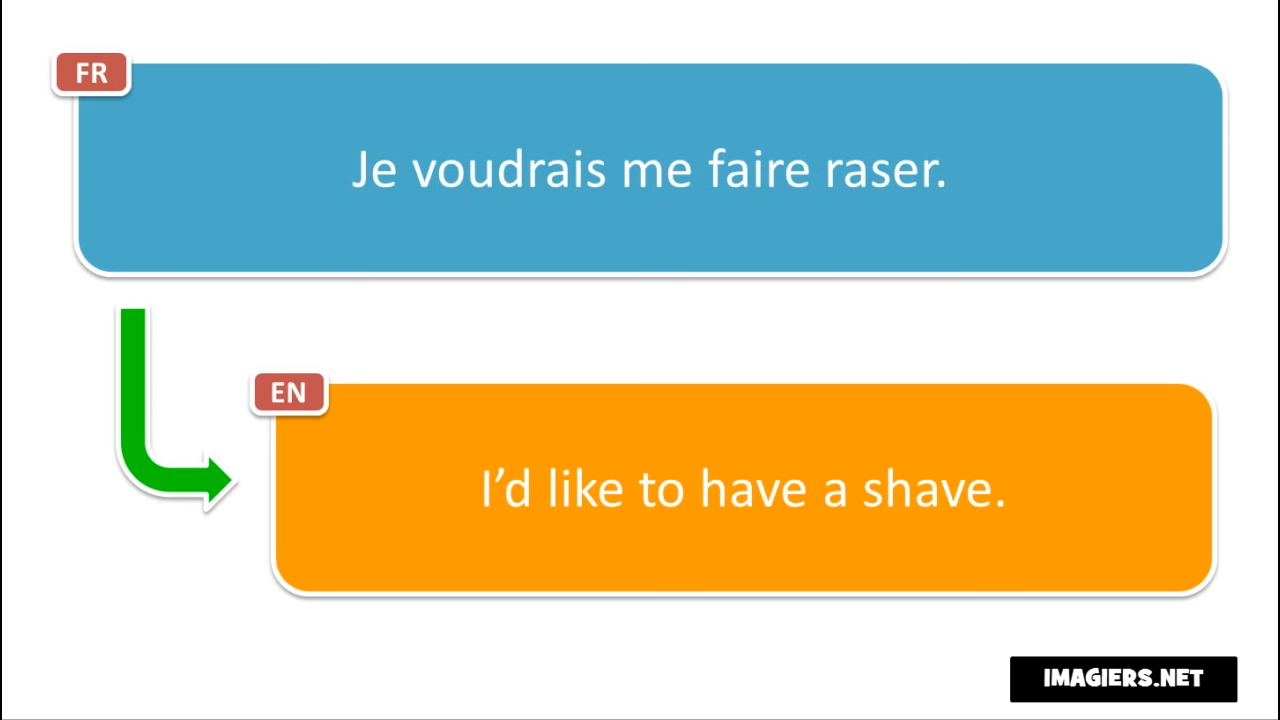 FR
Je voudrais me faire raser.
EN
I’d like to have a shave.
IMAGIERS.NET